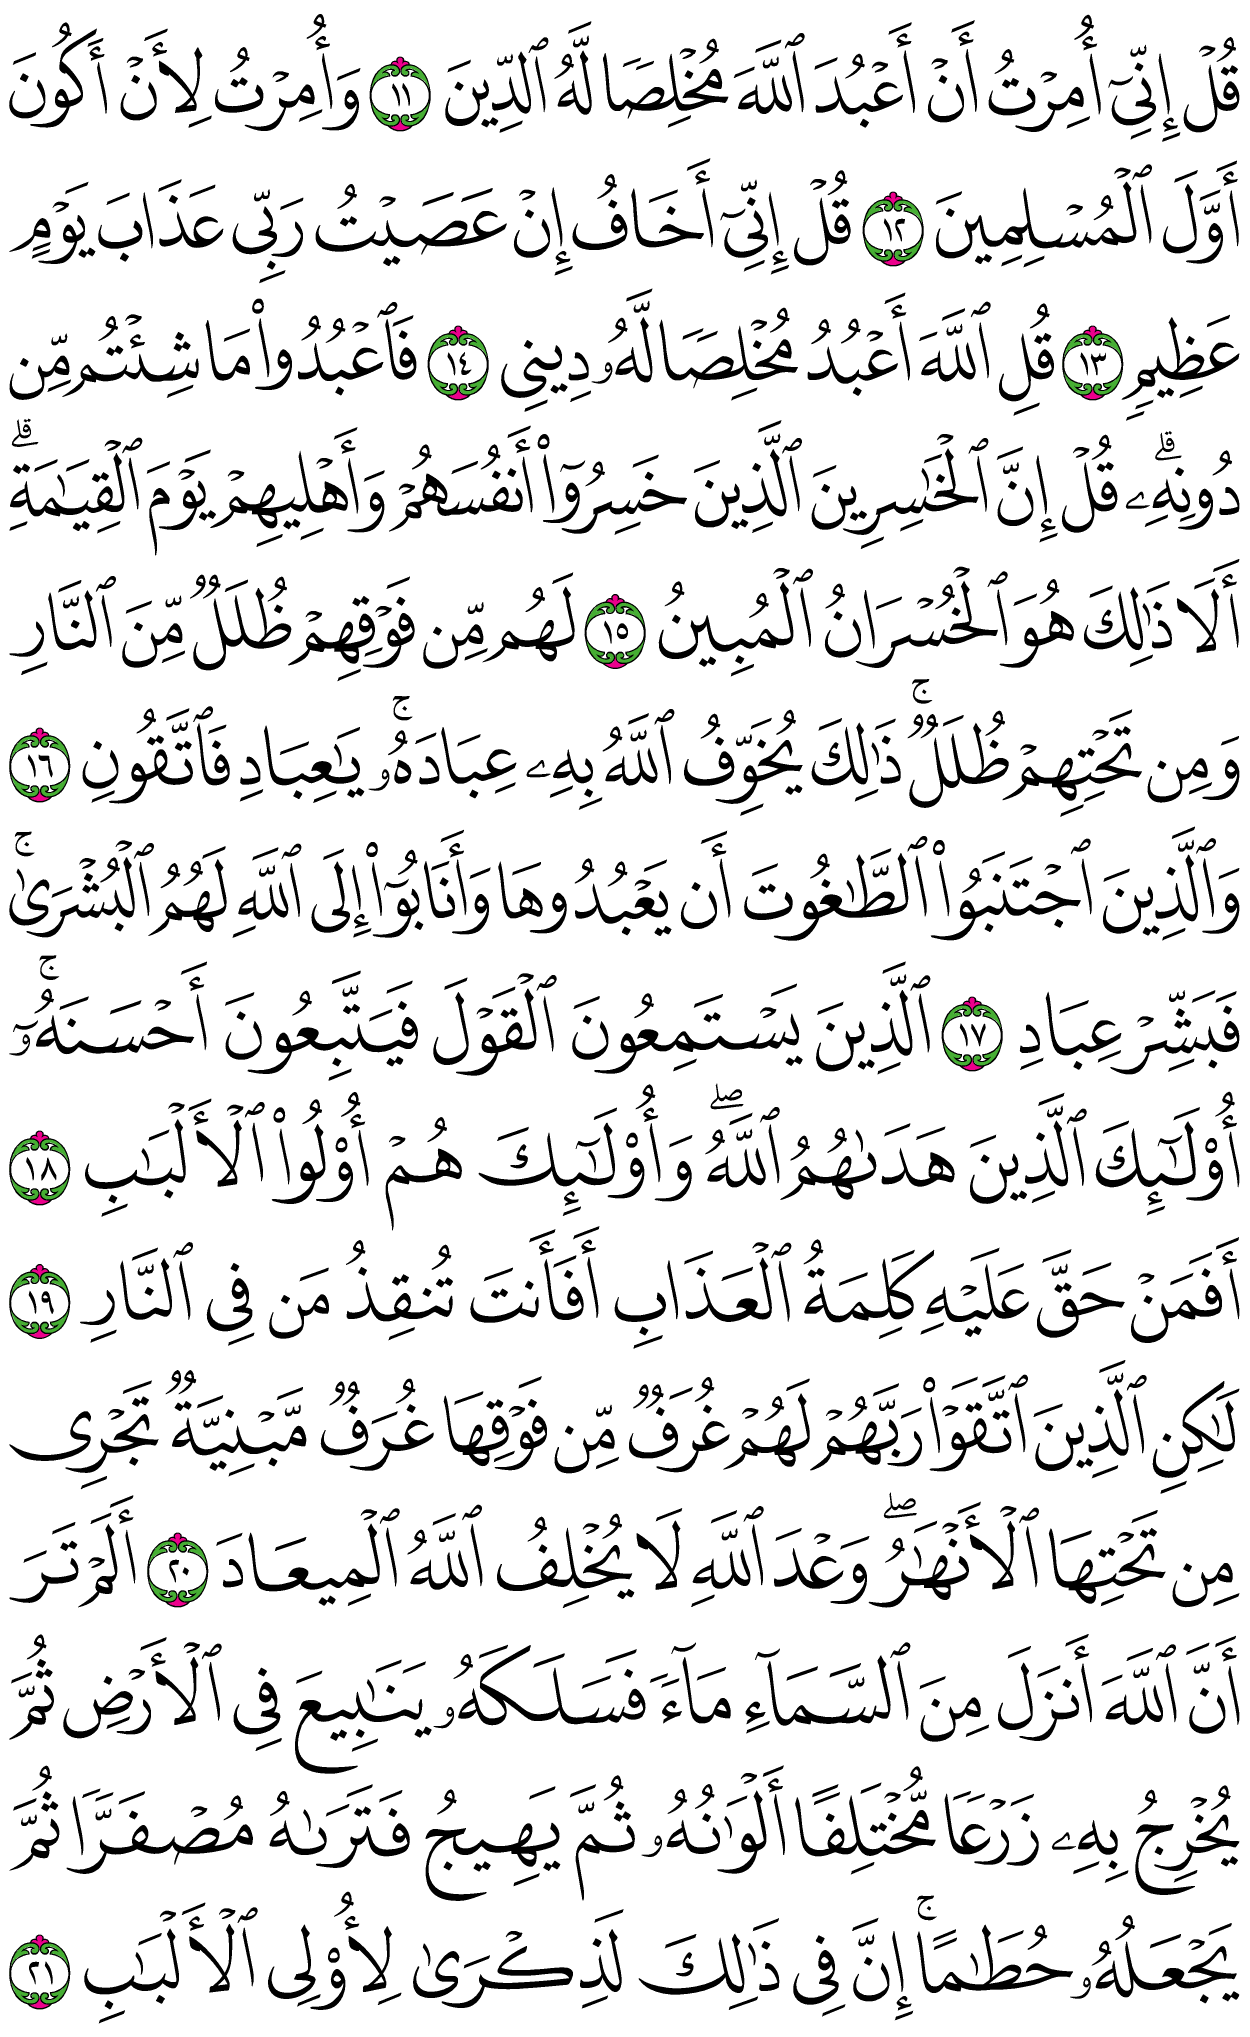 قُلۡ إِنِّيٓ أُمِرۡتُ أَنۡ أَعۡبُدَ ٱللَّهَ مُخۡلِصٗا لَّهُ ٱلدِّينَ ١١ وَأُمِرۡتُ لِأَنۡ أَكُونَ
أَوَّلَ ٱلۡمُسۡلِمِينَ ١٢ قُلۡ إِنِّيٓ أَخَافُ إِنۡ عَصَيۡتُ رَبِّي عَذَابَ يَوۡمٍ
عَظِيمٖ ١٣ قُلِ ٱللَّهَ أَعۡبُدُ مُخۡلِصٗا لَّهُۥ دِينِي ١٤ فَٱعۡبُدُواْ مَا شِئۡتُم مِّن
دُونِهِۦۗ قُلۡ إِنَّ ٱلۡخَٰسِرِينَ ٱلَّذِينَ خَسِرُوٓاْ أَنفُسَهُمۡ وَأَهۡلِيهِمۡ يَوۡمَ ٱلۡقِيَٰمَةِۗ
أَلَا ذَٰلِكَ هُوَ ٱلۡخُسۡرَانُ ٱلۡمُبِينُ ١٥ لَهُم مِّن فَوۡقِهِمۡ ظُلَلٞ مِّنَ ٱلنَّارِ
وَمِن تَحۡتِهِمۡ ظُلَلٞۚ ذَٰلِكَ يُخَوِّفُ ٱللَّهُ بِهِۦ عِبَادَهُۥۚ يَٰعِبَادِ فَٱتَّقُونِ ١٦
وَٱلَّذِينَ ٱجۡتَنَبُواْ ٱلطَّٰغُوتَ أَن يَعۡبُدُوهَا وَأَنَابُوٓاْ إِلَى ٱللَّهِ لَهُمُ ٱلۡبُشۡرَىٰۚ
فَبَشِّرۡ عِبَادِ ١٧ ٱلَّذِينَ يَسۡتَمِعُونَ ٱلۡقَوۡلَ فَيَتَّبِعُونَ أَحۡسَنَهُۥٓۚ
أُوْلَٰٓئِكَ ٱلَّذِينَ هَدَىٰهُمُ ٱللَّهُۖ وَأُوْلَٰٓئِكَ هُمۡ أُوْلُواْ ٱلۡأَلۡبَٰبِ ١٨
أَفَمَنۡ حَقَّ عَلَيۡهِ كَلِمَةُ ٱلۡعَذَابِ أَفَأَنتَ تُنقِذُ مَن فِي ٱلنَّارِ ١٩
لَٰكِنِ ٱلَّذِينَ ٱتَّقَوۡاْ رَبَّهُمۡ لَهُمۡ غُرَفٞ مِّن فَوۡقِهَا غُرَفٞ مَّبۡنِيَّةٞ تَجۡرِي
مِن تَحۡتِهَا ٱلۡأَنۡهَٰرُۖ وَعۡدَ ٱللَّهِ لَا يُخۡلِفُ ٱللَّهُ ٱلۡمِيعَادَ ٢٠ أَلَمۡ تَرَ
أَنَّ ٱللَّهَ أَنزَلَ مِنَ ٱلسَّمَآءِ مَآءٗ فَسَلَكَهُۥ يَنَٰبِيعَ فِي ٱلۡأَرۡضِ ثُمَّ
يُخۡرِجُ بِهِۦ زَرۡعٗا مُّخۡتَلِفًا أَلۡوَٰنُهُۥ ثُمَّ يَهِيجُ فَتَرَىٰهُ مُصۡفَرّٗا ثُمَّ
يَجۡعَلُهُۥ حُطَٰمًاۚ إِنَّ فِي ذَٰلِكَ لَذِكۡرَىٰ لِأُوْلِي ٱلۡأَلۡبَٰبِ ٢١